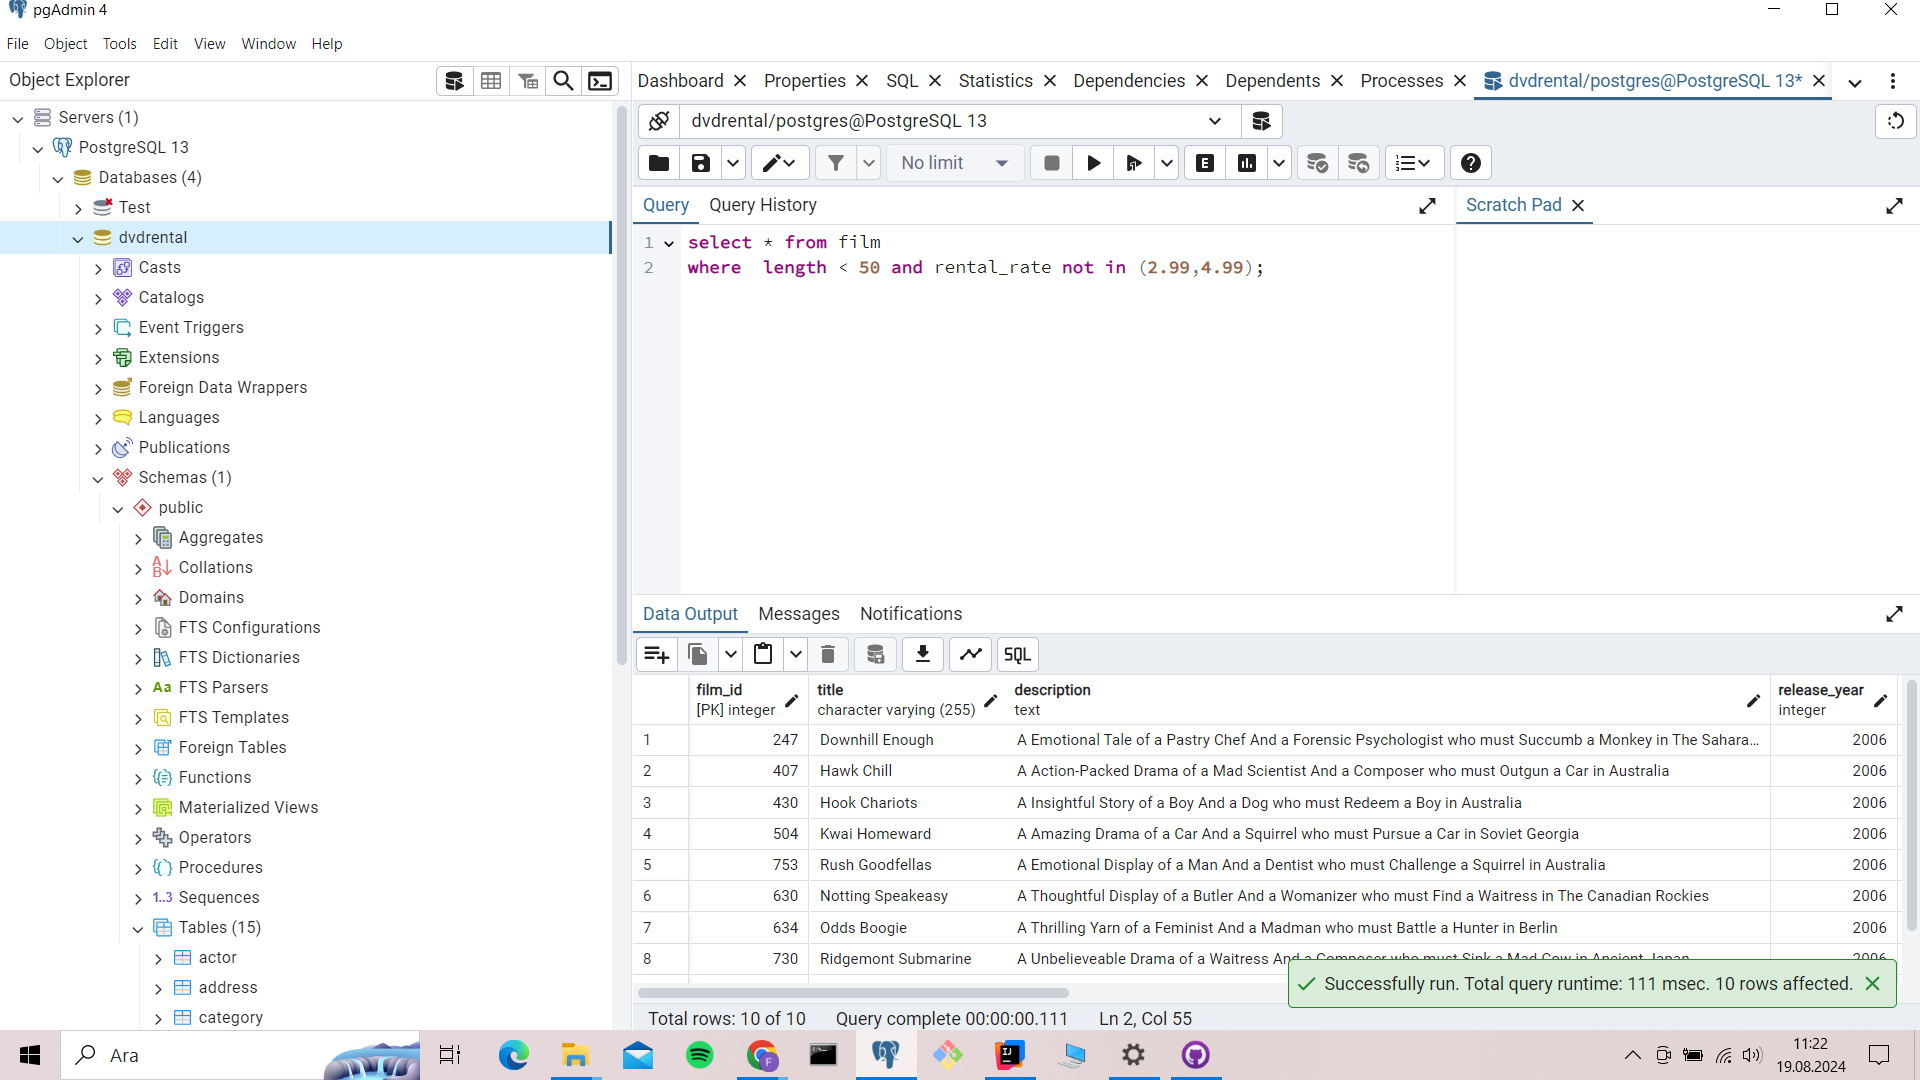 pgAdmin 4
File Object Tools Edit View Window Help
Object Explorer
Servers (1)
PostgreSQL 13
Databases (4)
Test
dvdrental
Casts
Catalogs
Event Triggers
Extensions
Foreign Data Wrappers
Languages
Publications
Schemas (1)
public
Aggregates
Collations
Domains
FTS Configurations
FTS Dictionaries
Aa FTS Parsers
FTS Templates
Foreign Tables
Functions
Materialized Views
Operators
Procedures
1..3 Sequences
Tables (15)
actor
address
category
Dashboard Properties SQL Statistics Dependencies Dependents Processes dvdrental/postgres@PostgreSQL 13*
dvdrental/postgres@PostgreSQL 13
No limit E
Query Query History Scratch Pad
1 select * from film
2 where  length < 50 and rental_rate not in (2.99,4.99);
Data Output Messages Notifications
SQL
film_id title description release_year
[PK] integer character varying (255) text integer
1 247 Downhill Enough A Emotional Tale of a Pastry Chef And a Forensic Psychologist who must Succumb a Monkey in The Sahara... 2006
2 407 Hawk Chill A Action-Packed Drama of a Mad Scientist And a Composer who must Outgun a Car in Australia 2006
3 430 Hook Chariots A Insightful Story of a Boy And a Dog who must Redeem a Boy in Australia 2006
4 504 Kwai Homeward A Amazing Drama of a Car And a Squirrel who must Pursue a Car in Soviet Georgia 2006
5 753 Rush Goodfellas A Emotional Display of a Man And a Dentist who must Challenge a Squirrel in Australia 2006
6 630 Notting Speakeasy A Thoughtful Display of a Butler And a Womanizer who must Find a Waitress in The Canadian Rockies 2006
7 634 Odds Boogie A Thrilling Yarn of a Feminist And a Madman who must Battle a Hunter in Berlin 2006
8 730 Ridgemont Submarine A Unbelieveable Drama of a Waitress And a Composer who must Sink a Mad Cow in Ancient Japan 2006
Successfully run. Total query runtime: 111 msec. 10 rows affected.
Total rows: 10 of 10 Query complete 00:00:00.111 Ln 2, Col 55
Ara
11:22
19.08.2024